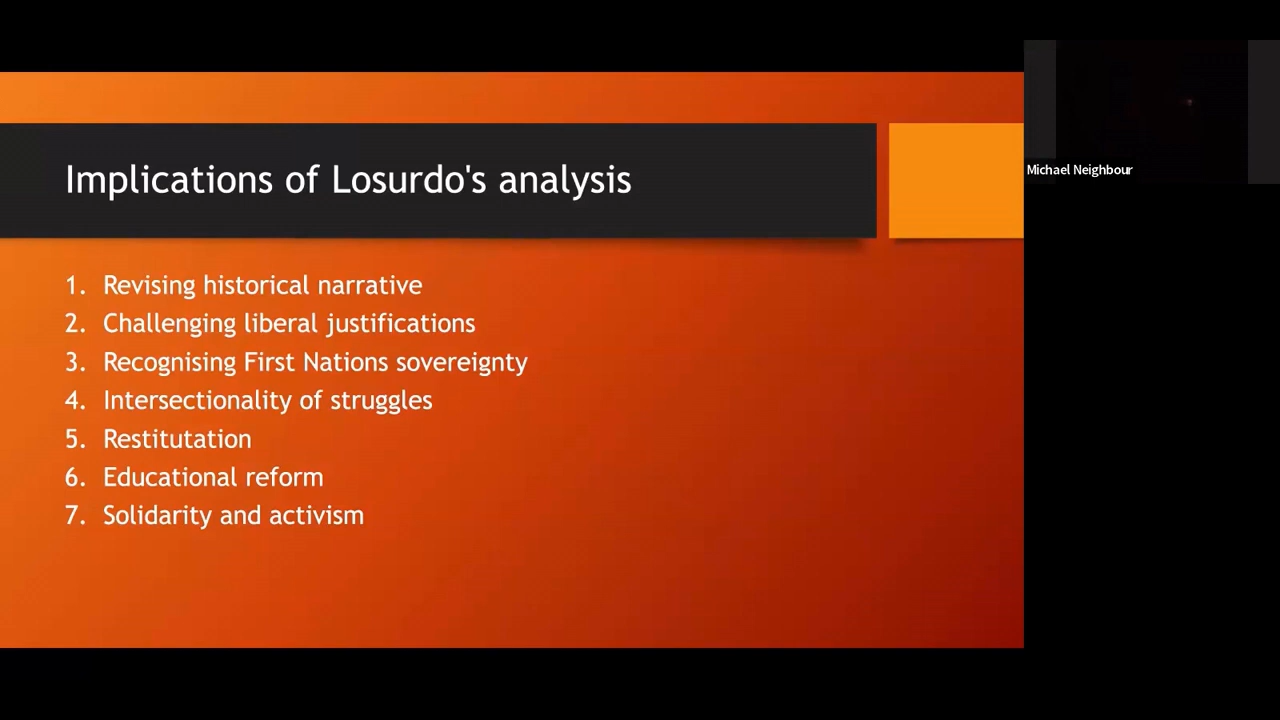 Implications of Losurdo's analysis
1. Revising historical narrative
2. Challenging liberal justifications
3. Recognising First Nations sovereignty
4. Intersectionality of struggles
5. Restitutation
6. Educational reform
7. Solidarity and activism
Michael Neighbour